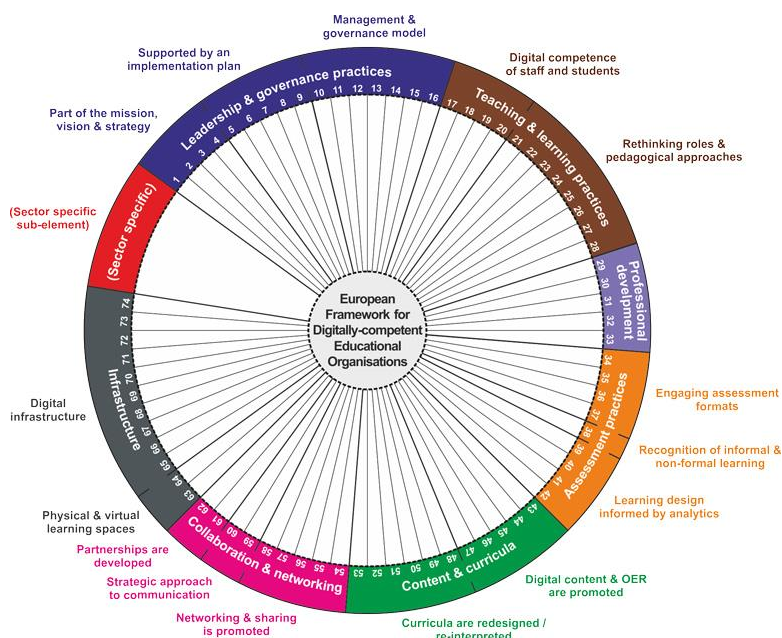 Management &
governance model
Supported by an
implementation plan
Part of the mission,
vision & strategy
Leadership & governance practices
1 2 3 4 5 6 7 8 9 10 11 12 13 14 15 16
Digital competence
of staff and students
Rethinking roles &
pedagogical approaches
Teaching & learning practices
17 18 19 20 21 22 23 24 25 26 27 28
Professional
develpment
29 30 31 32 33
Engaging assessment
formats
Recognition of informal &
non-formal learning
Learning design
informed by analytics
Assessment practices
34 35 36 37 38 39 40 41 42
Digital content & OER
are promoted
Curricula are redesigned /
re-interpreted
Content & curricula
43 44 45 46 47 48 49 50 51 52 53
Networking & sharing
is promoted
Strategic approach
to communication
Partnerships are
developed
Collaboration & networking
54 55 56 57 58 59 60 61 62
Physical & virtual
learning spaces
Digital
infrastructure
Infrastructure
63 64 65 66 67 68 69 70 71 72 73 74
(Sector specific
sub-element)
(Sector specific)
European
Framework for
Digitally-competent
Educational
Organisations